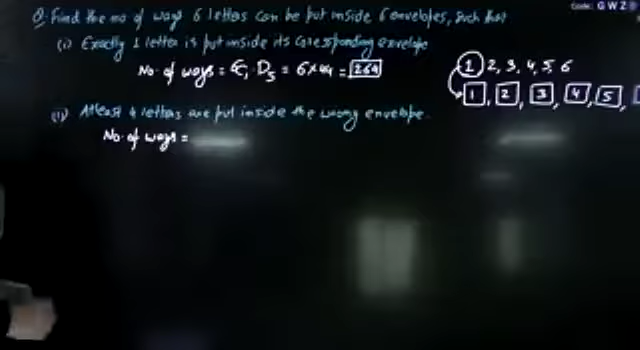 Code: G W Z
Q. Find the no of ways 6 letters can be put inside 6 envelopes, such that
(i) Exactly 1 letter is put inside its corresponding envelope
No. of ways = ⁶C₁ · D₅ = 6×44 = 264
1 2, 3, 4, 5, 6
1, 2, 3, 4, 5,
(ii) Atleast 4 letters are put inside the wrong envelope.
No. of ways =